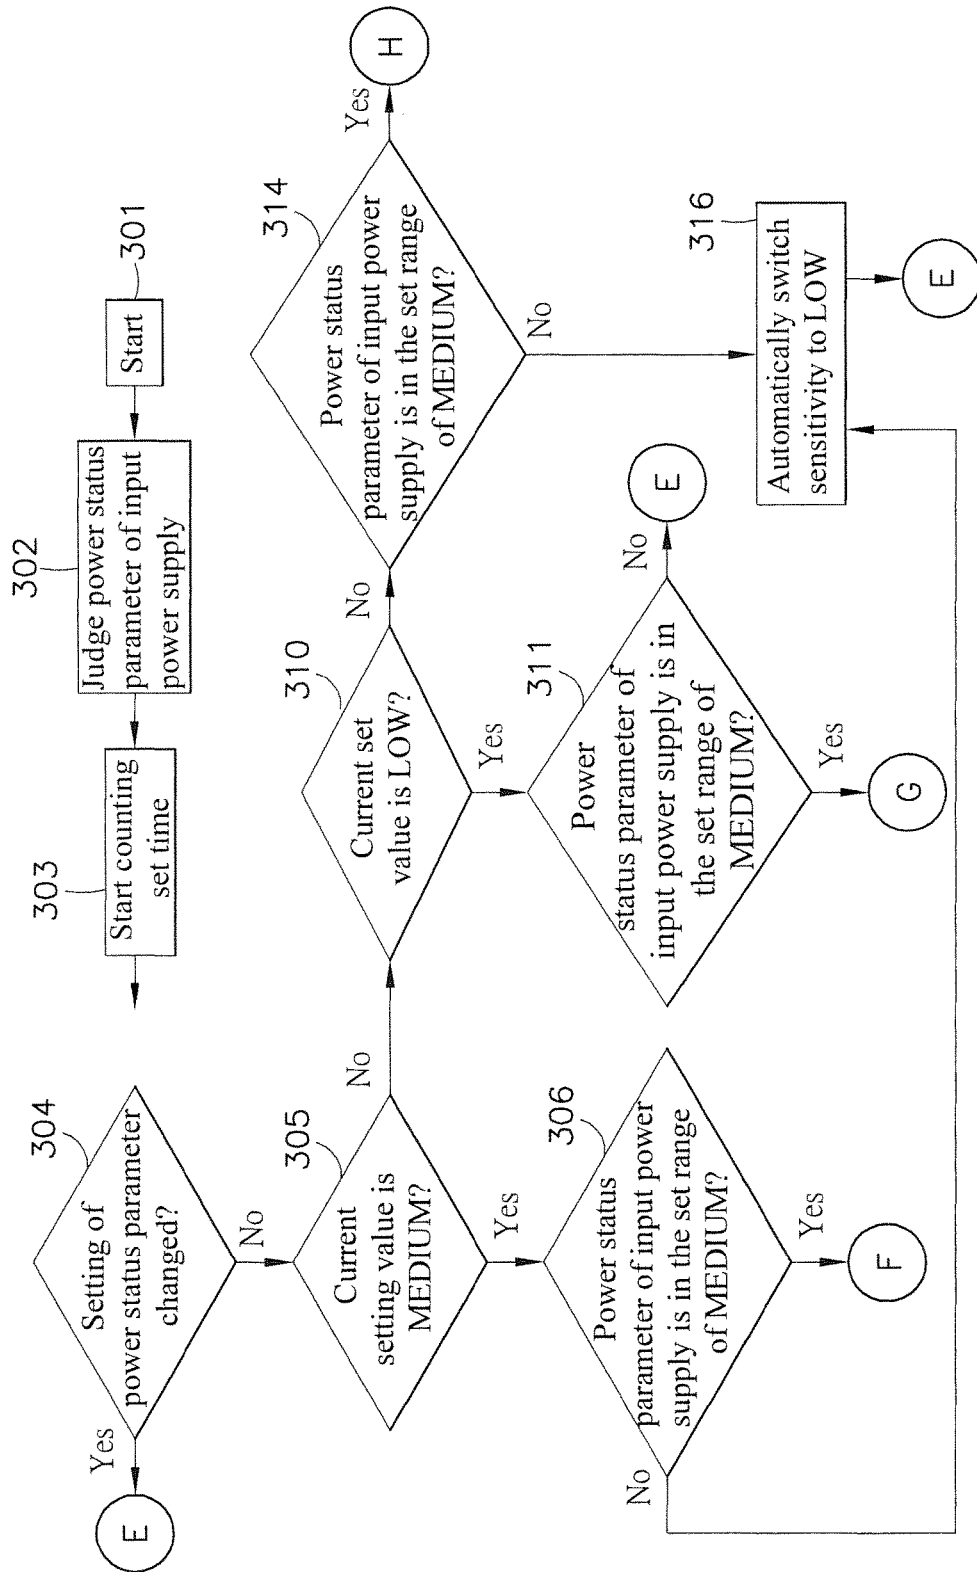 301
Start
302
Judge power status
parameter of input
power supply
303
Start counting
set time
304
Setting of
power status parameter
changed?
Yes
E
No
305
Current
setting value is
MEDIUM?
No
Yes
306
Power status
parameter of input power
supply is in the set range
of MEDIUM?
No
Yes
F
310
Current set
value is LOW?
No
Yes
311
Power
status parameter of
input power supply is in
the set range of
MEDIUM?
No
E
Yes
G
314
Power status
parameter of input power
supply is in the set range
of MEDIUM?
Yes
H
No
316
Automatically switch
sensitivity to LOW
E